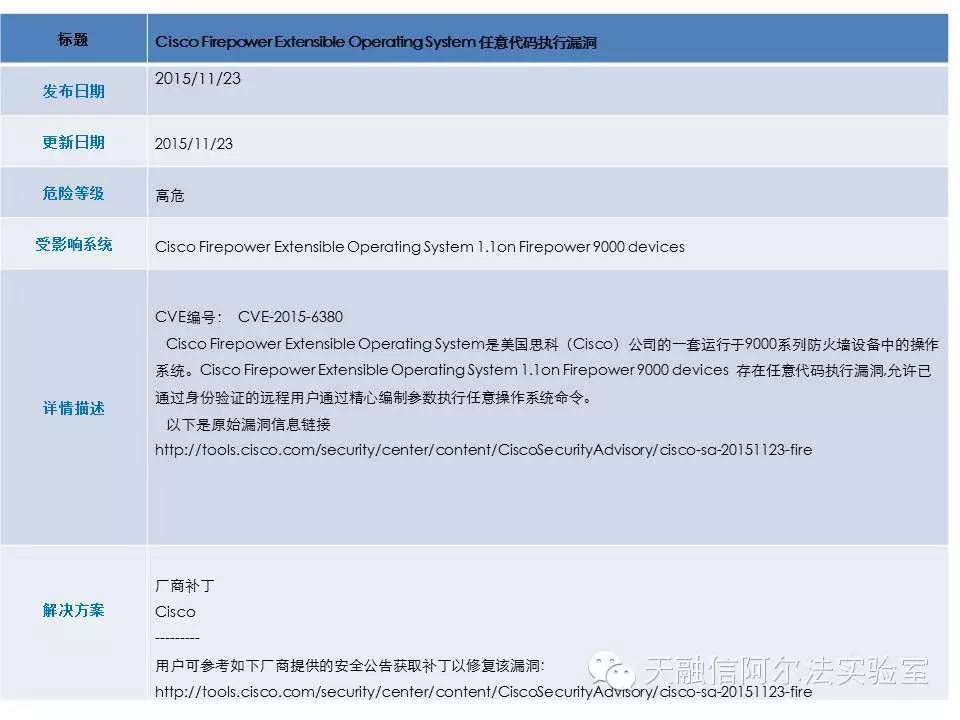 标题
Cisco Firepower Extensible Operating System 任意代码执行漏洞
发布日期
2015/11/23
更新日期
2015/11/23
危险等级
高危
受影响系统
Cisco Firepower Extensible Operating System 1.1on Firepower 9000 devices
详情描述
CVE编号： CVE-2015-6380
Cisco Firepower Extensible Operating System是美国思科（Cisco）公司的一套运行于9000系列防火墙设备中的操作
系统。Cisco Firepower Extensible Operating System 1.1on Firepower 9000 devices 存在任意代码执行漏洞,允许已
通过身份验证的远程用户通过精心编制参数执行任意操作系统命令。
以下是原始漏洞信息链接
http://tools.cisco.com/security/center/content/CiscoSecurityAdvisory/cisco-sa-20151123-fire
解决方案
厂商补丁
Cisco
---------
用户可参考如下厂商提供的安全公告获取补丁以修复该漏洞：
http://tools.cisco.com/security/center/content/CiscoSecurityAdvisory/cisco-sa-20151123-fire
天融信阿尔法实验室